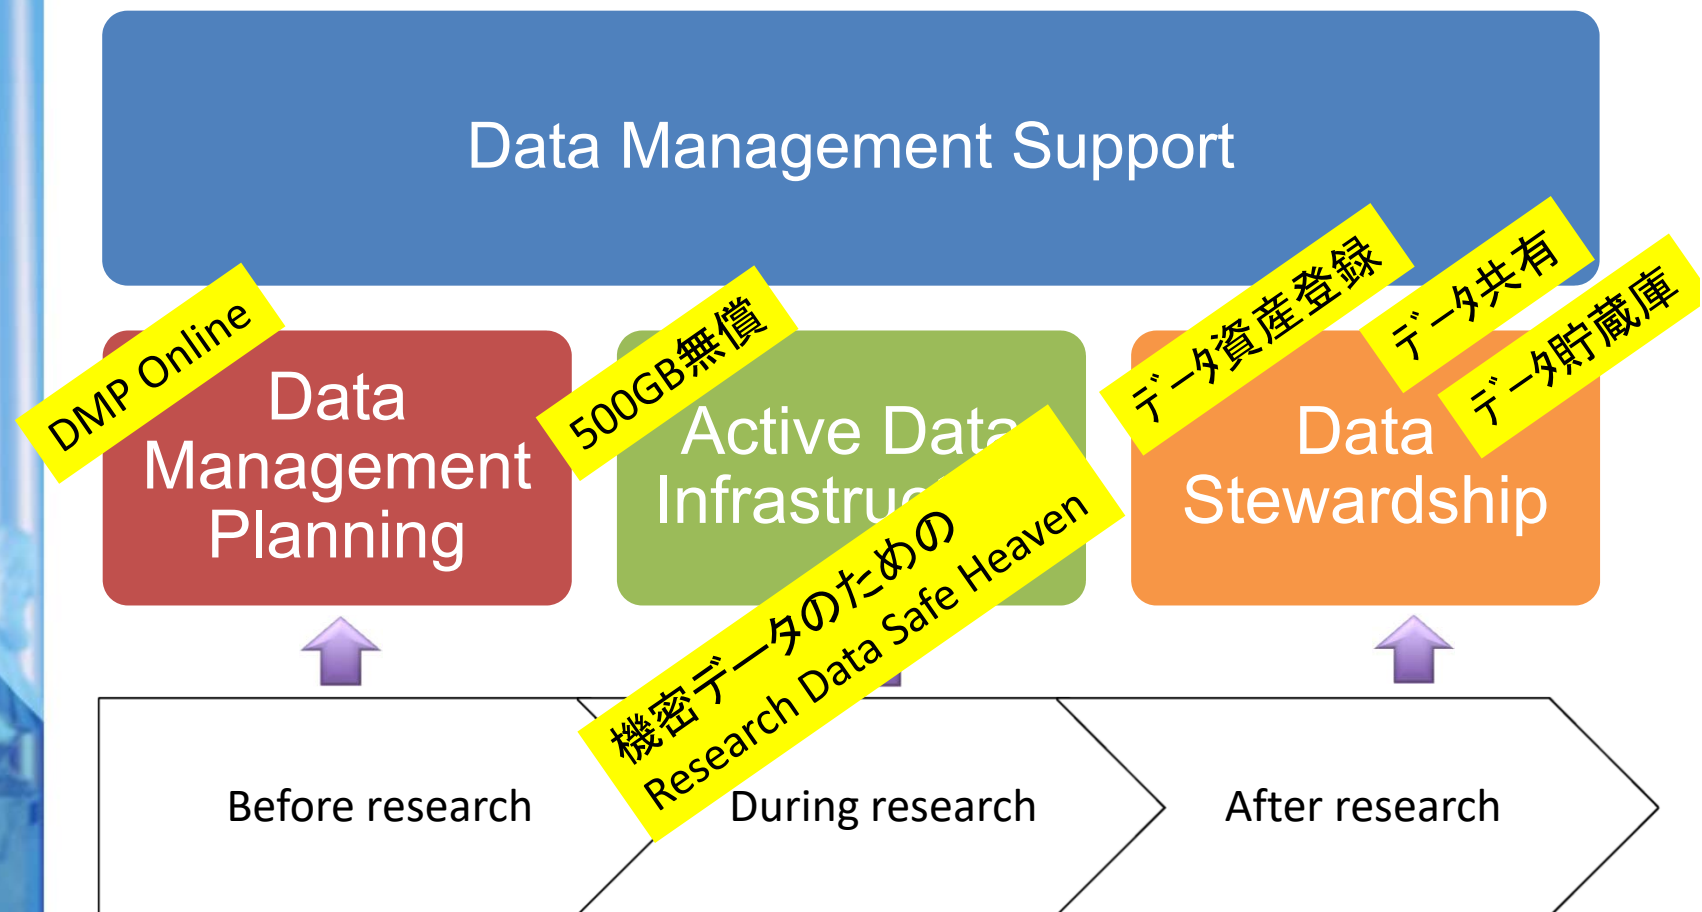 Data Management Support
DMP Online
Data
Management
Planning
500GB無償
Active Data
機密データのための
Research Data Safe Heaven
データ資産登録
データ共有
データ貯蔵庫
Data
Stewardship
Before research
During research
After research